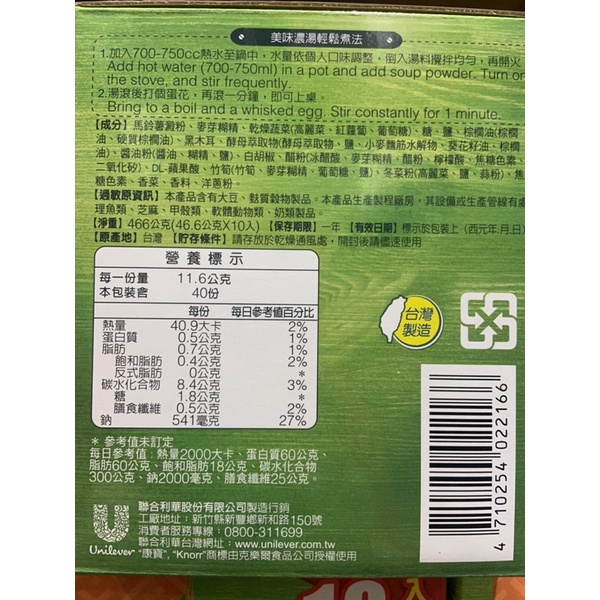 美味濃湯輕鬆煮法
1.加入700-750cc熱水至鍋中，水量依個人口味調整，倒入湯料攪拌均勻，再開火
Add hot water (700-750ml) in a pot and add soup powder. Turn on
the stove, and stir frequently.
2.湯滾後打個蛋花，再滾一分鐘，即可上桌。
Bring to a boil and a whisked egg. Stir constantly for 1 minute.
【成分】馬鈴薯澱粉、麥芽糊精、乾燥蔬菜(高麗菜、紅蘿蔔、葡萄糖)、糖、鹽、棕櫚油(棕櫚
油、硬質棕櫚油)、黑木耳、酵母萃取物(酵母萃取物、鹽、小麥麵筋水解物、葵花籽油、棕櫚
油)、醬油粉(醬油、糊精、鹽)、白胡椒、醋粉(冰醋酸、麥芽糊精、醋粉、檸檬酸、焦糖色素、
二氧化矽)、DL-蘋果酸、竹筍(竹筍、麥芽糊精、葡萄糖、鹽)、冬菜粉(高麗菜、鹽、蒜粉)、焦
糖色素、香菜、香料、洋蔥粉。
【過敏原資訊】本產品含有大豆、麩質穀物製品。本產品生產製程廠房，其設備或生產管線有處
理魚類、芝麻、甲殼類、軟體動物類、奶類製品
【淨重】466公克(46.6公克X10入)【保存期限】一年【有效日期】標示於包裝上(西元年.月.日)
【原產地】台灣【貯存條件】請存放於乾燥通風處，開封後請儘速使用
營養標示
每一份量 11.6公克
本包裝含 40份
每份 每日參考值百分比
熱量 40.9大卡 2%
蛋白質 0.5公克 1%
脂肪 0.7公克 1%
飽和脂肪 0.4公克 2%
反式脂肪 0公克 *
碳水化合物 8.4公克 3%
糖 1.8公克 *
膳食纖維 0.5公克 2%
鈉 541毫克 27%
* 參考值未訂定
每日參考值：熱量2000大卡、蛋白質60公克、
脂肪60公克、飽和脂肪18公克、碳水化合物
300公克、鈉2000毫克、膳食纖維25公克。
台灣
製造
4 710254 022166
Unilever
聯合利華股份有限公司製造行銷
工廠地址：新竹縣新豐鄉新和路150號
消費者服務專線：0800-311699
聯合利華台灣網址：www.unilever.com.tw
"康寶"，"Knorr"商標由克樂爾食品公司授權使用
10入